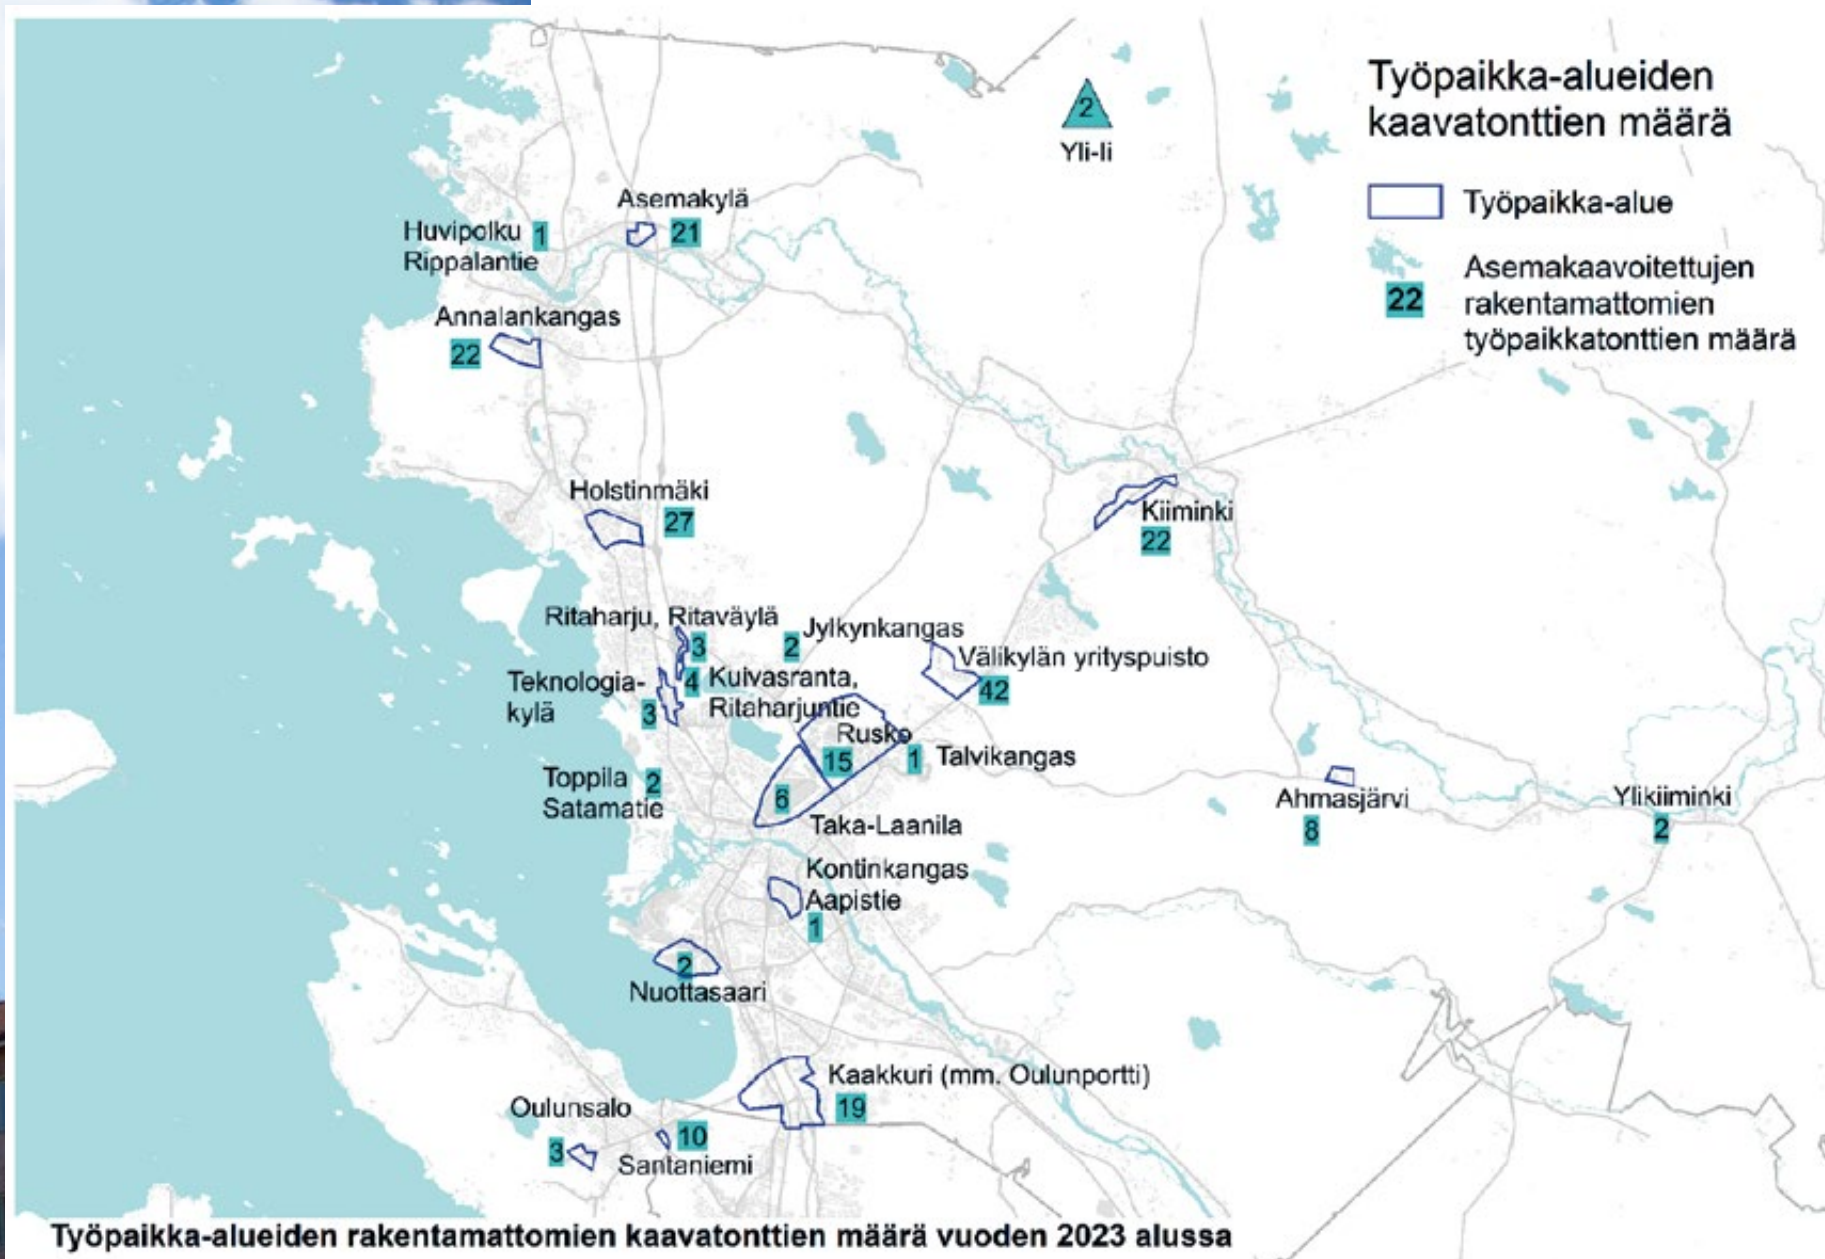 Työpaikka-alueiden
kaavatonttien määrä
Työpaikka-alue
22
Asemakaavoitettujen
rakentamattomien
työpaikkatonttien määrä
2
Yli-Ii
Asemakylä
21
Huvipolku
Rippalantie
1
Annalankangas
22
Holstinmäki
27
Kiiminki
22
Ritaharju, Ritaväylä
3
2
Jylkynkangas
Välikylän yrityspuisto
42
4
Kuivasranta,
Ritaharjuntie
Teknologia-
kylä
3
Rusko
15
1
Talvikangas
Toppila
Satamatie
2
6
Taka-Laanila
Ahmasjärvi
8
Ylikiiminki
2
Kontinkangas
Aapistie
1
2
Nuottasaari
Kaakkuri (mm. Oulunportti)
19
Oulunsalo
3
10
Santaniemi
Työpaikka-alueiden rakentamattomien kaavatonttien määrä vuoden 2023 alussa